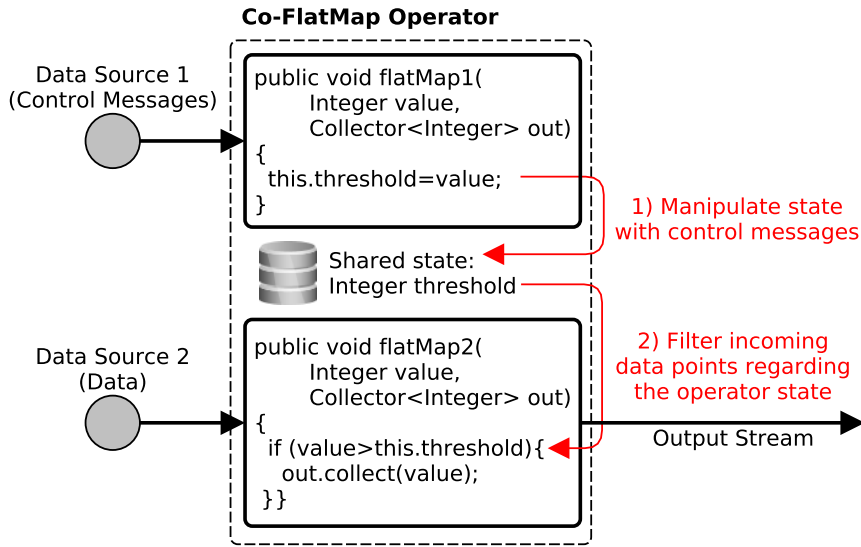 Co-FlatMap Operator
Data Source 1
(Control Messages)
public void flatMap1(
Integer value,
Collector<Integer> out)
{
this.threshold=value;
}
1) Manipulate state
with control messages
Shared state:
Integer threshold
Data Source 2
(Data)
public void flatMap2(
Integer value,
Collector<Integer> out)
{
if (value>this.threshold){
out.collect(value);
}}
2) Filter incoming
data points regarding
the operator state
Output Stream